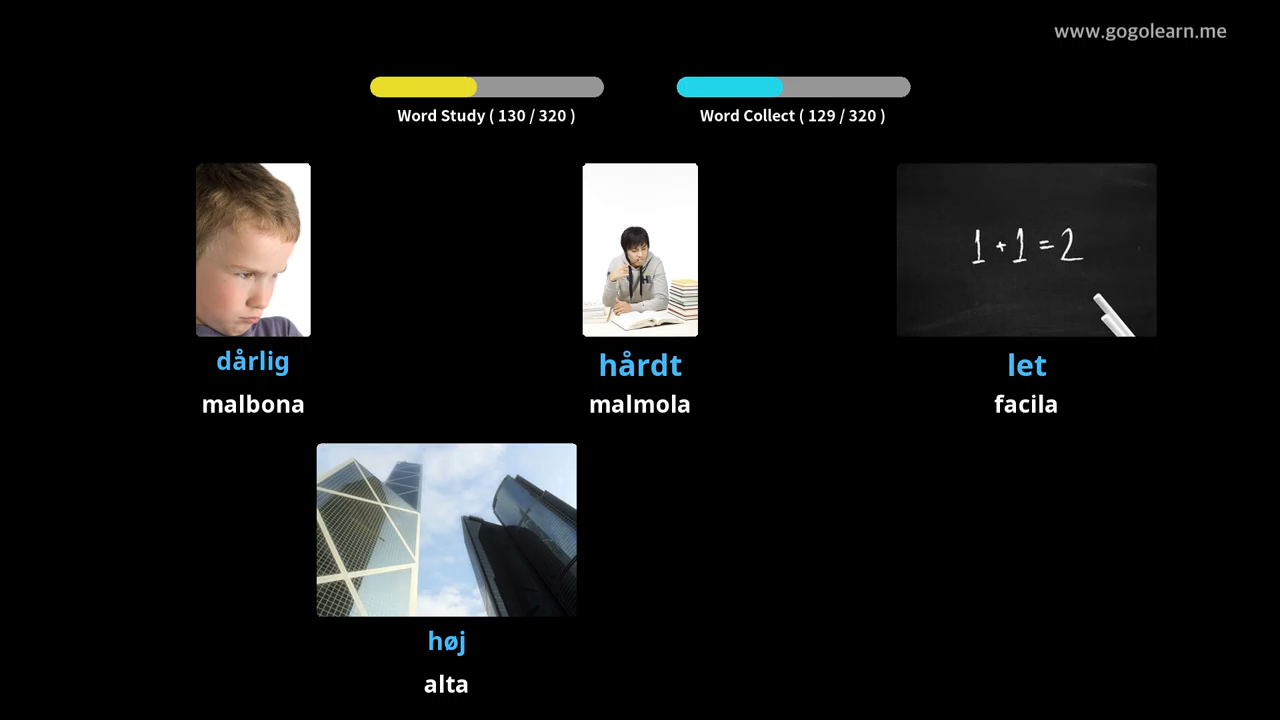 www.gogolearn.me
Word Study ( 130 / 320 )
Word Collect ( 129 / 320 )
1 + 1 = 2
dårlig
hårdt
let
malbona
malmola
facila
høj
alta